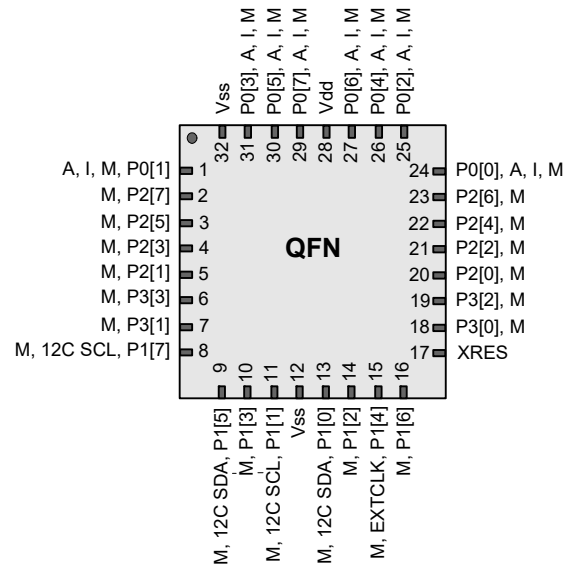 Vss
P0[3], A, I, M
P0[5], A, I, M
P0[7], A, I, M
Vdd
P0[6], A, I, M
P0[4], A, I, M
P0[2], A, I, M
32
31
30
29
28
27
26
25
A, I, M, P0[1] 1
M, P2[7] 2
M, P2[5] 3
M, P2[3] 4
M, P2[1] 5
M, P3[3] 6
M, P3[1] 7
M, 12C SCL, P1[7] 8
QFN
24 P0[0], A, I, M
23 P2[6], M
22 P2[4], M
21 P2[2], M
20 P2[0], M
19 P3[2], M
18 P3[0], M
17 XRES
9
10
11
12
13
14
15
16
M, 12C SDA, P1[5]
M, P1[3]
M, 12C SCL, P1[1]
Vss
M, 12C SDA, P1[0]
M, P1[2]
M, EXTCLK, P1[4]
M, P1[6]